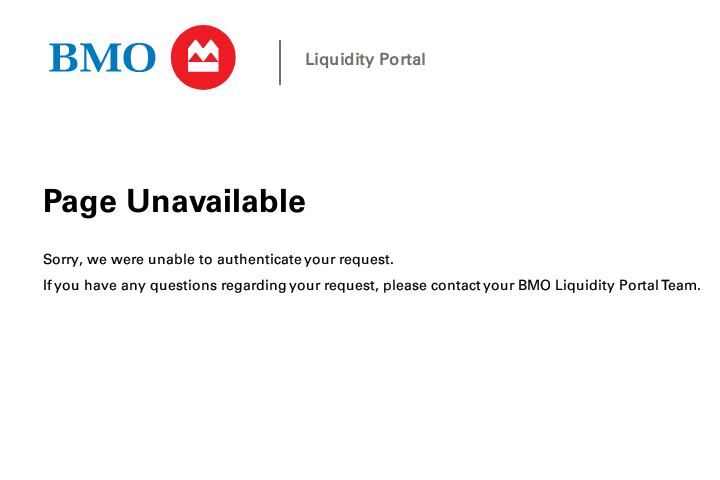 BMO
Liquidity Portal
Page Unavailable
Sorry, we were unable to authenticate your request.
If you have any questions regarding your request, please contact your BMO Liquidity Portal Team.